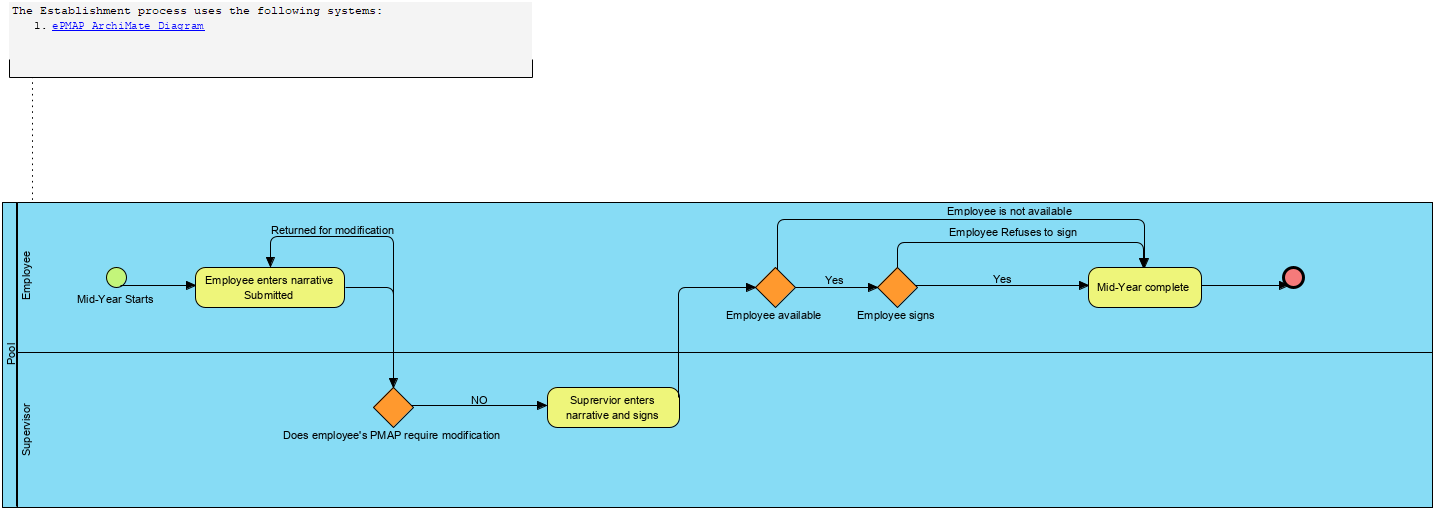 The Establishment process uses the following systems:
1. ePMAP ArchiMate Diagram
Pool
Employee
Supervisor
Mid-Year Starts
Returned for modification
Employee enters narrative
Submitted
Does employee's PMAP require modification
NO
Suprervior enters
narrative and signs
Employee available
Yes
Employee signs
Employee is not available
Employee Refuses to sign
Yes
Mid-Year complete